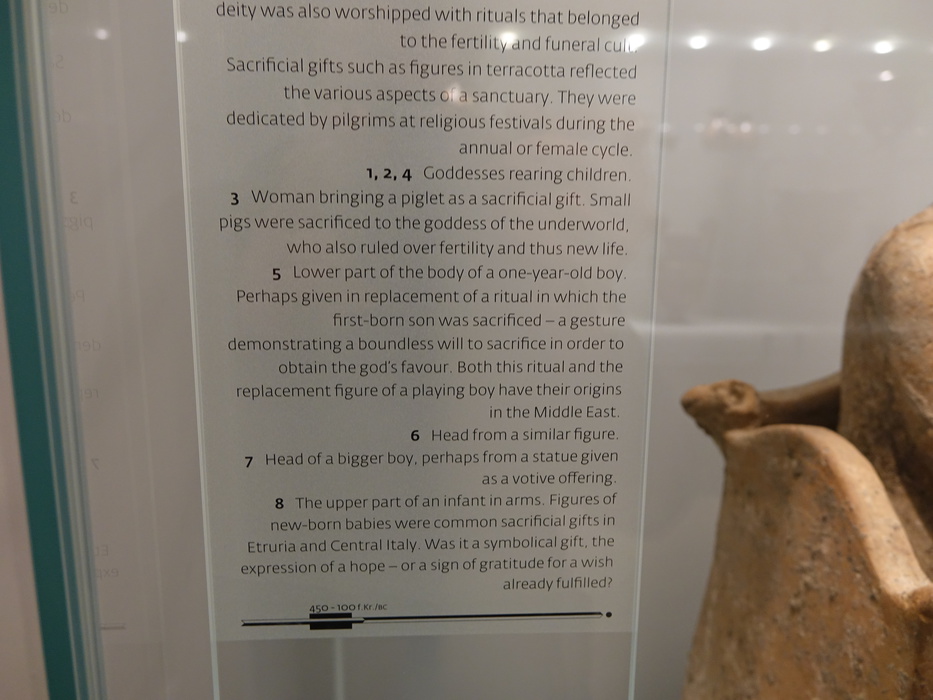 deity was also worshipped with rituals that belonged
to the fertility and funeral cult.
Sacrificial gifts such as figures in terracotta reflected
the various aspects of a sanctuary. They were
dedicated by pilgrims at religious festivals during the
annual or female cycle.
1, 2, 4 Goddesses rearing children.
3 Woman bringing a piglet as a sacrificial gift. Small
pigs were sacrificed to the goddess of the underworld,
who also ruled over fertility and thus new life.
5 Lower part of the body of a one-year-old boy.
Perhaps given in replacement of a ritual in which the
first-born son was sacrificed – a gesture
demonstrating a boundless will to sacrifice in order to
obtain the god's favour. Both this ritual and the
replacement figure of a playing boy have their origins
in the Middle East.
6 Head from a similar figure.
7 Head of a bigger boy, perhaps from a statue given
as a votive offering.
8 The upper part of an infant in arms. Figures of
new-born babies were common sacrificial gifts in
Etruria and Central Italy. Was it a symbolical gift, the
expression of a hope – or a sign of gratitude for a wish
already fulfilled?
450 - 100 f.Kr./BC